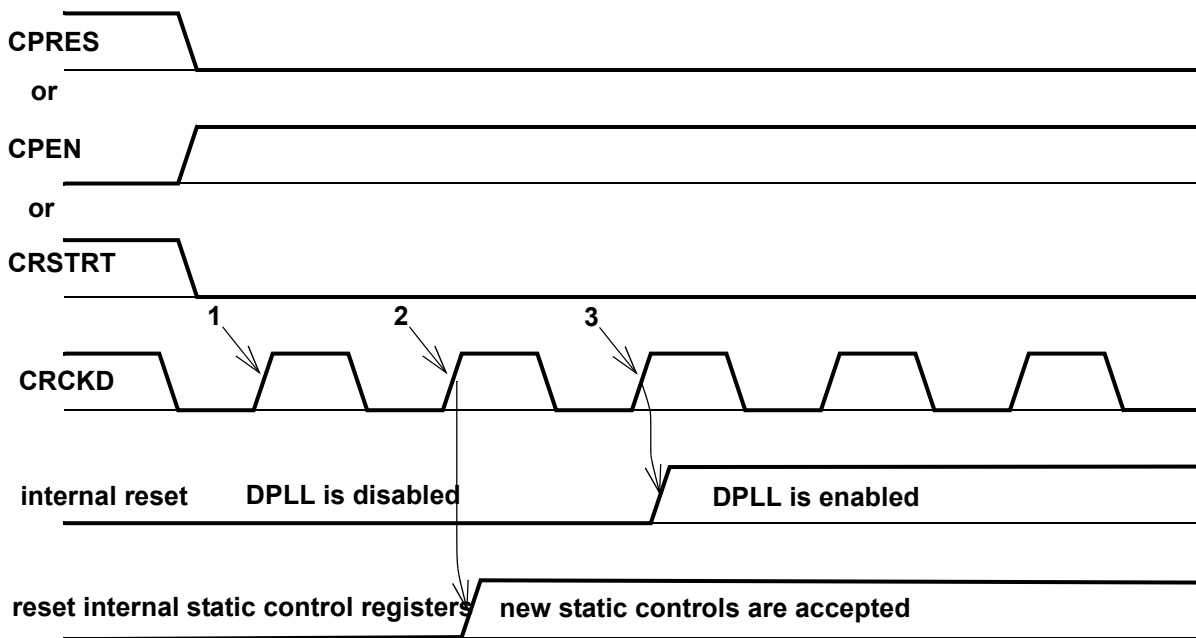 CPRES
or
CPEN
or
CRSTRT
1 2 3
CRCKD
internal reset DPLL is disabled DPLL is enabled
reset internal static control registers new static controls are accepted